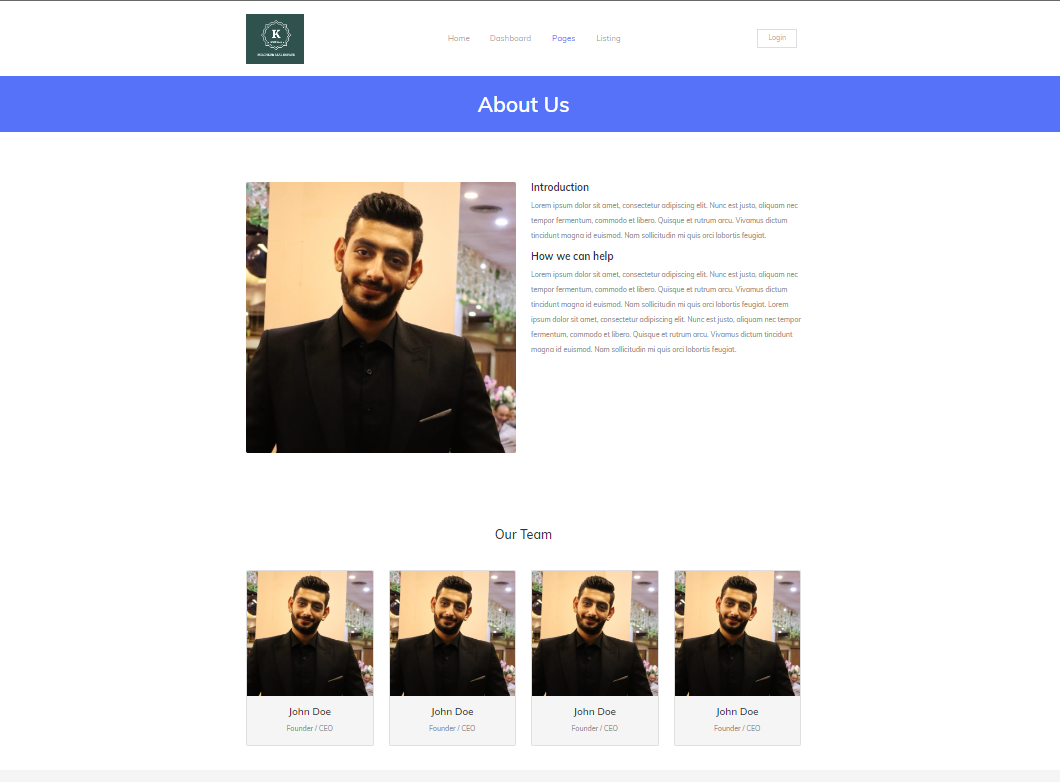 K
Home Dashboard Pages Listing Login
About Us
Introduction
Lorem ipsum dolor sit amet, consectetur adipiscing elit. Nunc est justo, aliquam nec
tempor fermentum, commodo et libero. Quisque et rutrum arcu. Vivamus dictum
tincidunt magna id euismod. Nam sollicitudin mi quis orci lobortis feugiat.
How we can help
Lorem ipsum dolor sit amet, consectetur adipiscing elit. Nunc est justo, aliquam nec
tempor fermentum, commodo et libero. Quisque et rutrum arcu. Vivamus dictum
tincidunt magna id euismod. Nam sollicitudin mi quis orci lobortis feugiat. Lorem
ipsum dolor sit amet, consectetur adipiscing elit. Nunc est justo, aliquam nec tempor
fermentum, commodo et libero. Quisque et rutrum arcu. Vivamus dictum tincidunt
magna id euismod. Nam sollicitudin mi quis orci lobortis feugiat.
Our Team
John Doe John Doe John Doe John Doe
Founder / CEO Founder / CEO Founder / CEO Founder / CEO